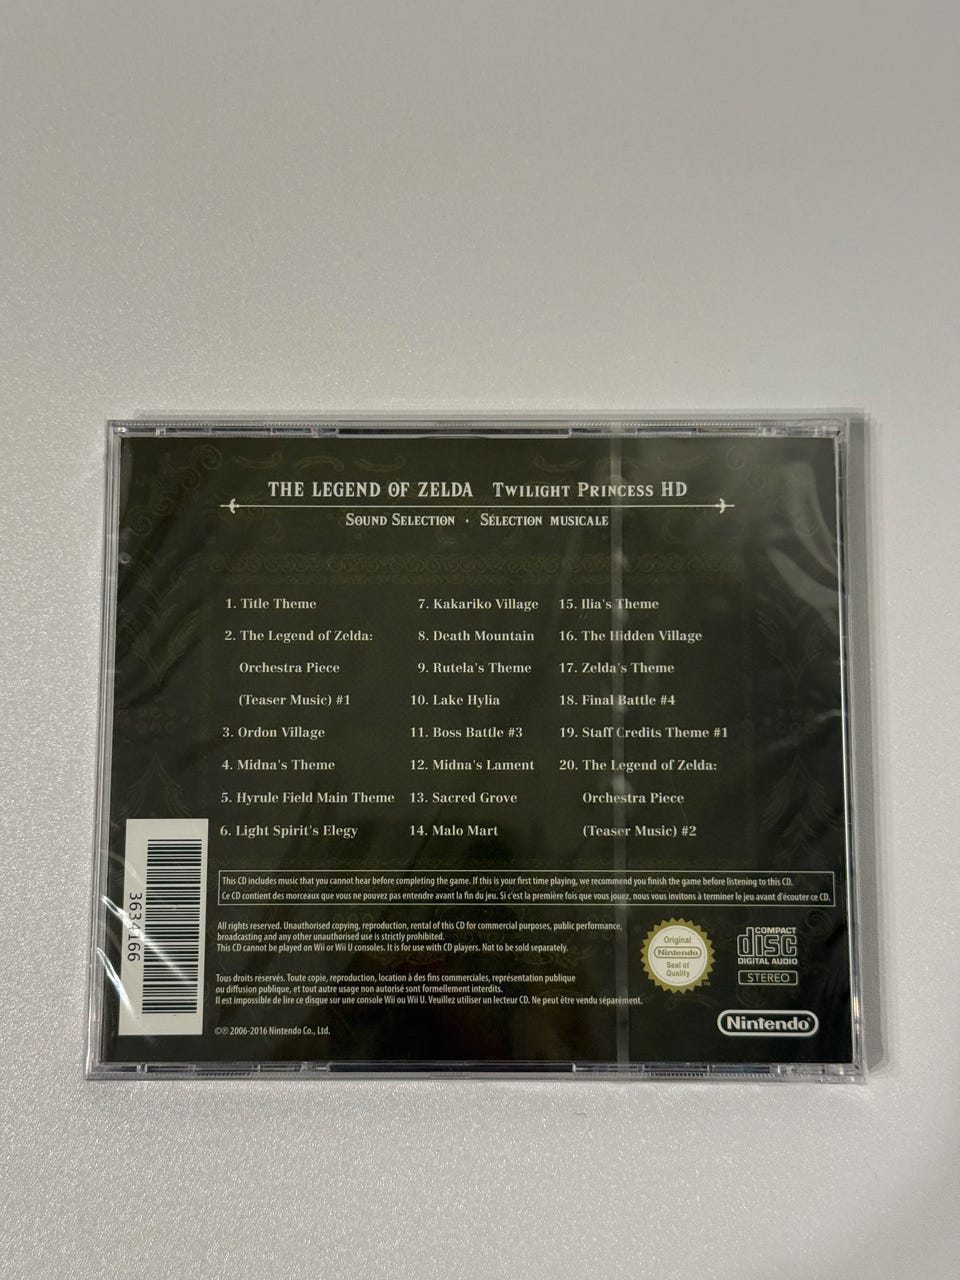 THE LEGEND OF ZELDA TWILIGHT PRINCESS HD
SOUND SELECTION · SÉLECTION MUSICALE
1. Title Theme
2. The Legend of Zelda:
Orchestra Piece
(Teaser Music) #1
3. Ordon Village
4. Midna's Theme
5. Hyrule Field Main Theme
6. Light Spirit's Elegy
7. Kakariko Village
8. Death Mountain
9. Rutela's Theme
10. Lake Hylia
11. Boss Battle #3
12. Midna's Lament
13. Sacred Grove
14. Malo Mart
15. Ilia's Theme
16. The Hidden Village
17. Zelda's Theme
18. Final Battle #4
19. Staff Credits Theme #1
20. The Legend of Zelda:
Orchestra Piece
(Teaser Music) #2
This CD includes music that you cannot hear before completing the game. If this is your first time playing, we recommend you finish the game before listening to this CD.
Ce CD contient des morceaux que vous ne pouvez pas entendre avant la fin du jeu. Si c'est la première fois que vous jouez, nous vous invitons à terminer le jeu avant d'écouter ce CD.
All rights reserved. Unauthorised copying, reproduction, rental of this CD for commercial purposes, public performance,
broadcasting and any other unauthorised use is strictly prohibited.
This CD cannot be played on Wii or Wii U consoles. It is for use with CD players. Not to be sold separately.
Tous droits réservés. Toute copie, reproduction, location à des fins commerciales, représentation publique
ou diffusion publique, et tout autre usage non autorisé sont formellement interdits.
Il est impossible de lire ce disque sur une console Wii ou Wii U. Veuillez utiliser un lecteur CD. Ne peut être vendu séparément.
©℗ 2006-2016 Nintendo Co., Ltd.
3634166
Original
Nintendo
Seal of
Quality
TM
COMPACT
disc
DIGITAL AUDIO
STEREO
Nintendo®